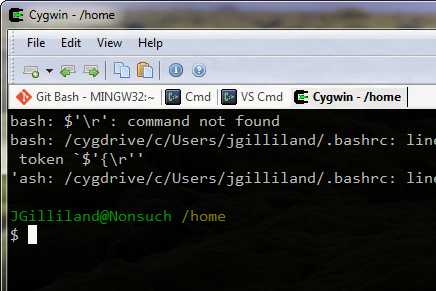 Cygwin - /home
File Edit View Help
Git Bash - MINGW32:~ Cmd VS Cmd Cygwin - /home
bash: $'\r': command not found
bash: /cygdrive/c/Users/jgilliland/.bashrc: line
token `$'{\r''
'ash: /cygdrive/c/Users/jgilliland/.bashrc: line
JGilliland@Nonsuch /home
$